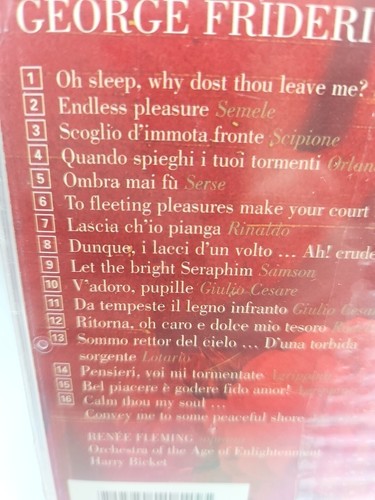 GEORGE FRIDERI
1 Oh sleep, why dost thou leave me?
2 Endless pleasure Semele
3 Scoglio d'immota fronte Scipione
4 Quando spieghi i tuoi tormenti Orlan
5 Ombra mai fù Serse
6 To fleeting pleasures make your court
7 Lascia ch'io pianga Rinaldo
8 Dunque, i lacci d'un volto ... Ah! crude
9 Let the bright Seraphim Samson
10 V'adoro, pupille Giulio Cesare
11 Da tempeste il legno infranto Giulio Cesar
12 Ritorna, oh caro e dolce mio tesoro
13 Sommo rettor del cielo ... D'una torbida
sorgente Lotario
14 Pensieri, voi mi tormentate
15 Bel piacere è godere fido amor!
16 Calm thou my soul ...
Convey me to some peaceful shore
RENÉE FLEMING
Orchestra of the Age of Enlightenment
Harry Bicket